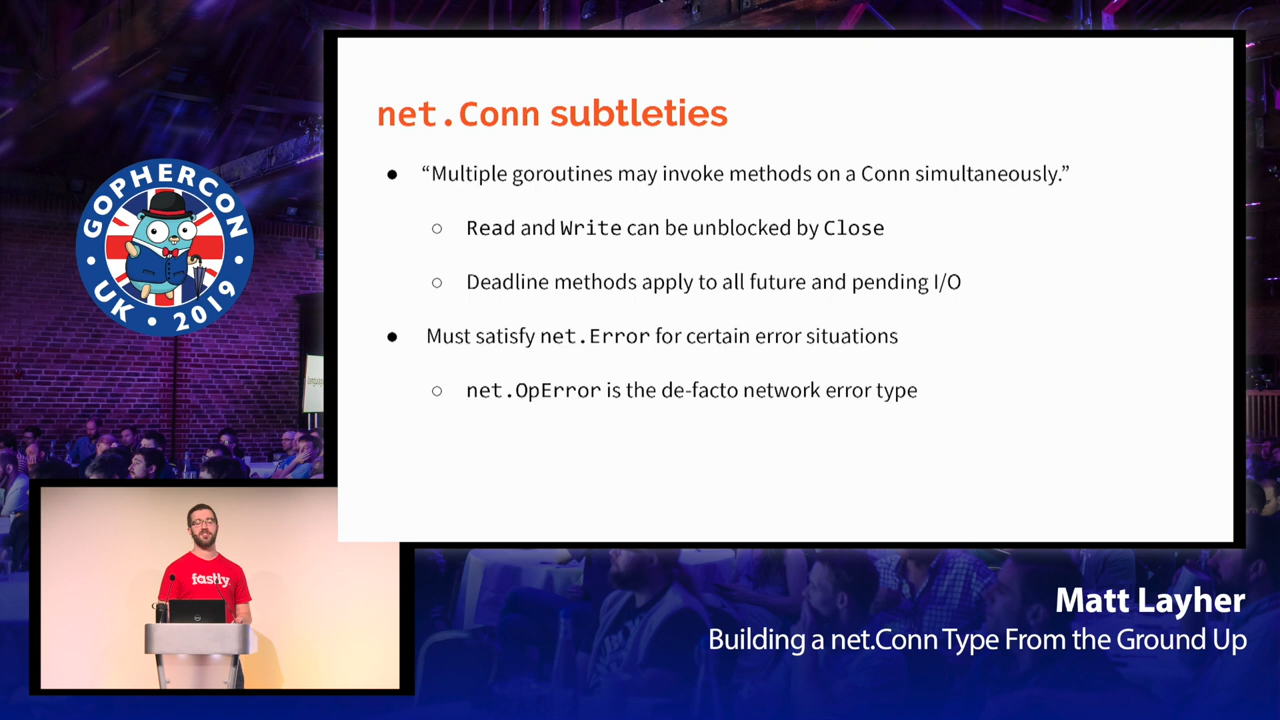 GOPHERCON
UK • 2019
net.Conn subtleties
● “Multiple goroutines may invoke methods on a Conn simultaneously.”
○ Read and Write can be unblocked by Close
○ Deadline methods apply to all future and pending I/O
● Must satisfy net.Error for certain error situations
○ net.OpError is the de-facto network error type
fastly
Matt Layher
Building a net.Conn Type From the Ground Up